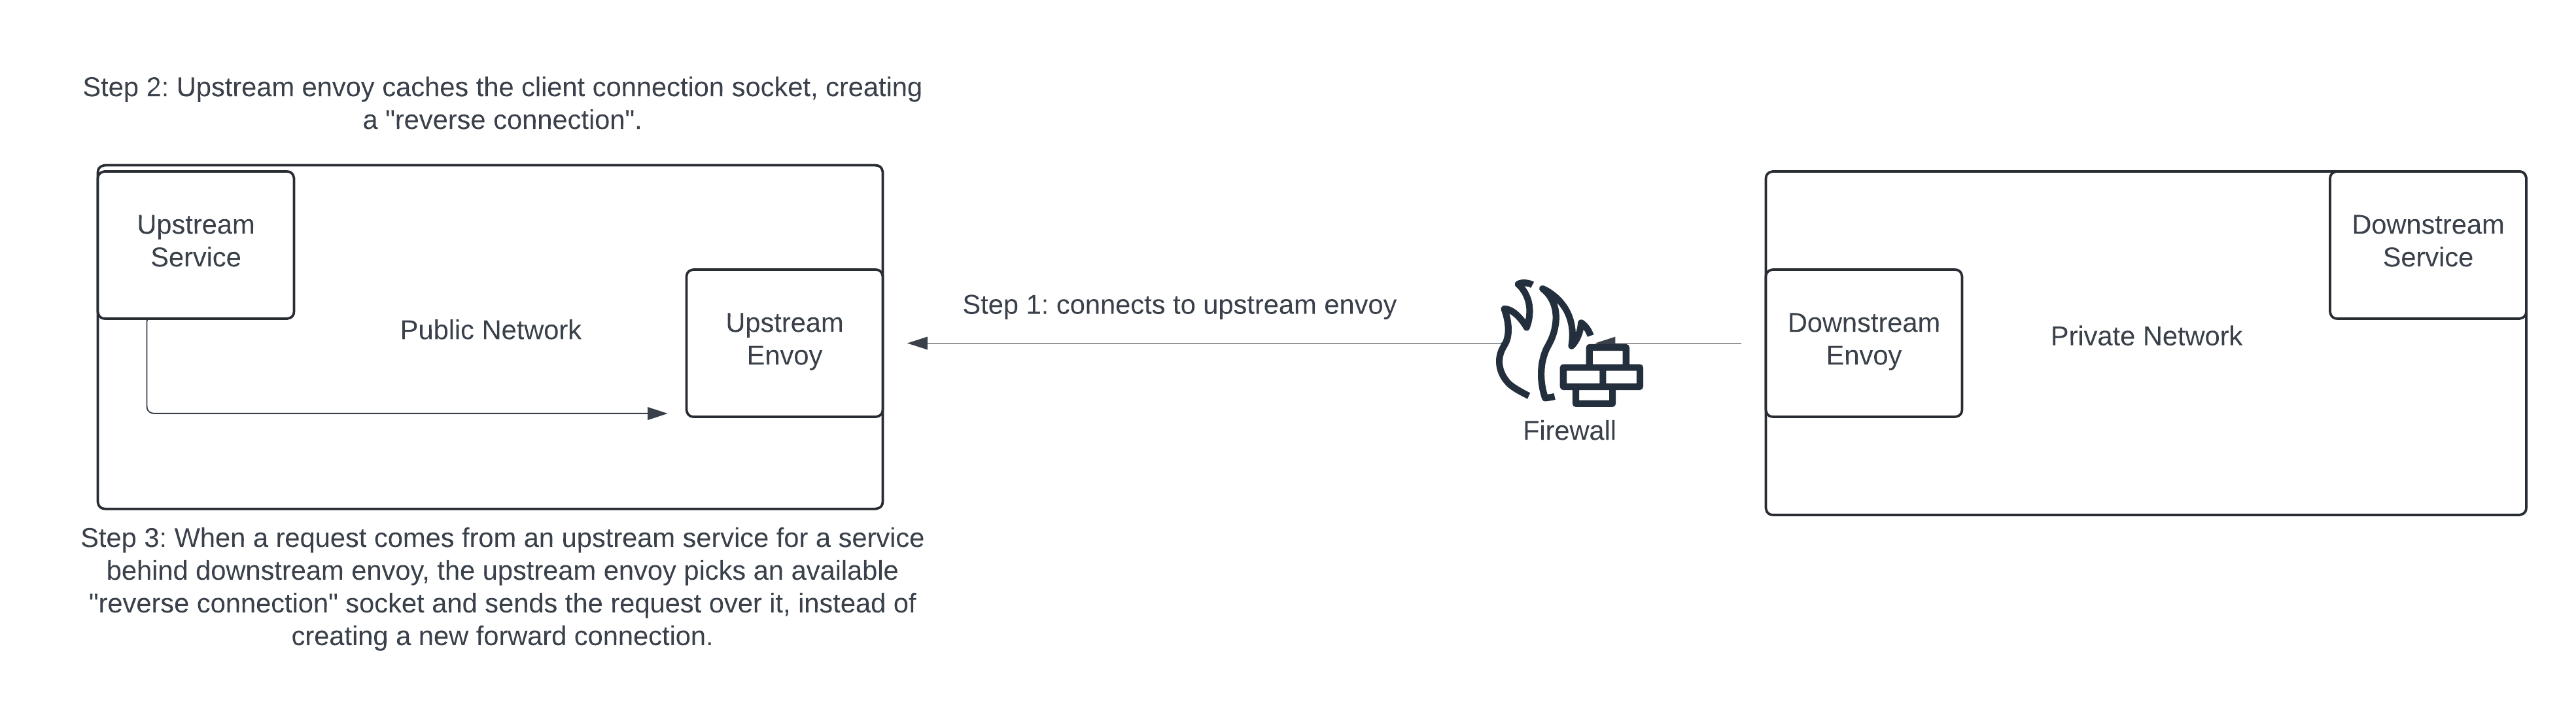 Step 2: Upstream envoy caches the client connection socket, creating
a "reverse connection".
Upstream
Service
Public Network
Upstream
Envoy
Step 1: connects to upstream envoy
Firewall
Downstream
Envoy
Private Network
Downstream
Service
Step 3: When a request comes from an upstream service for a service
behind downstream envoy, the upstream envoy picks an available
"reverse connection" socket and sends the request over it, instead of
creating a new forward connection.